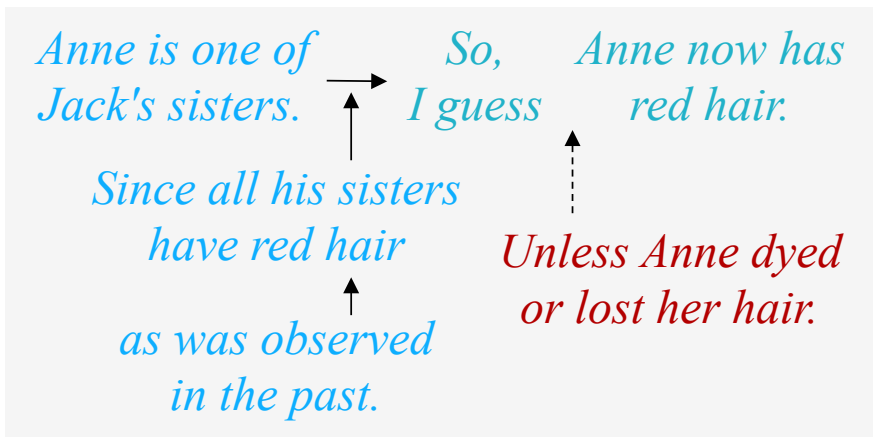 Anne is one of
Jack's sisters.
So,
I guess
Anne now has
red hair.
Since all his sisters
have red hair
Unless Anne dyed
or lost her hair.
as was observed
in the past.